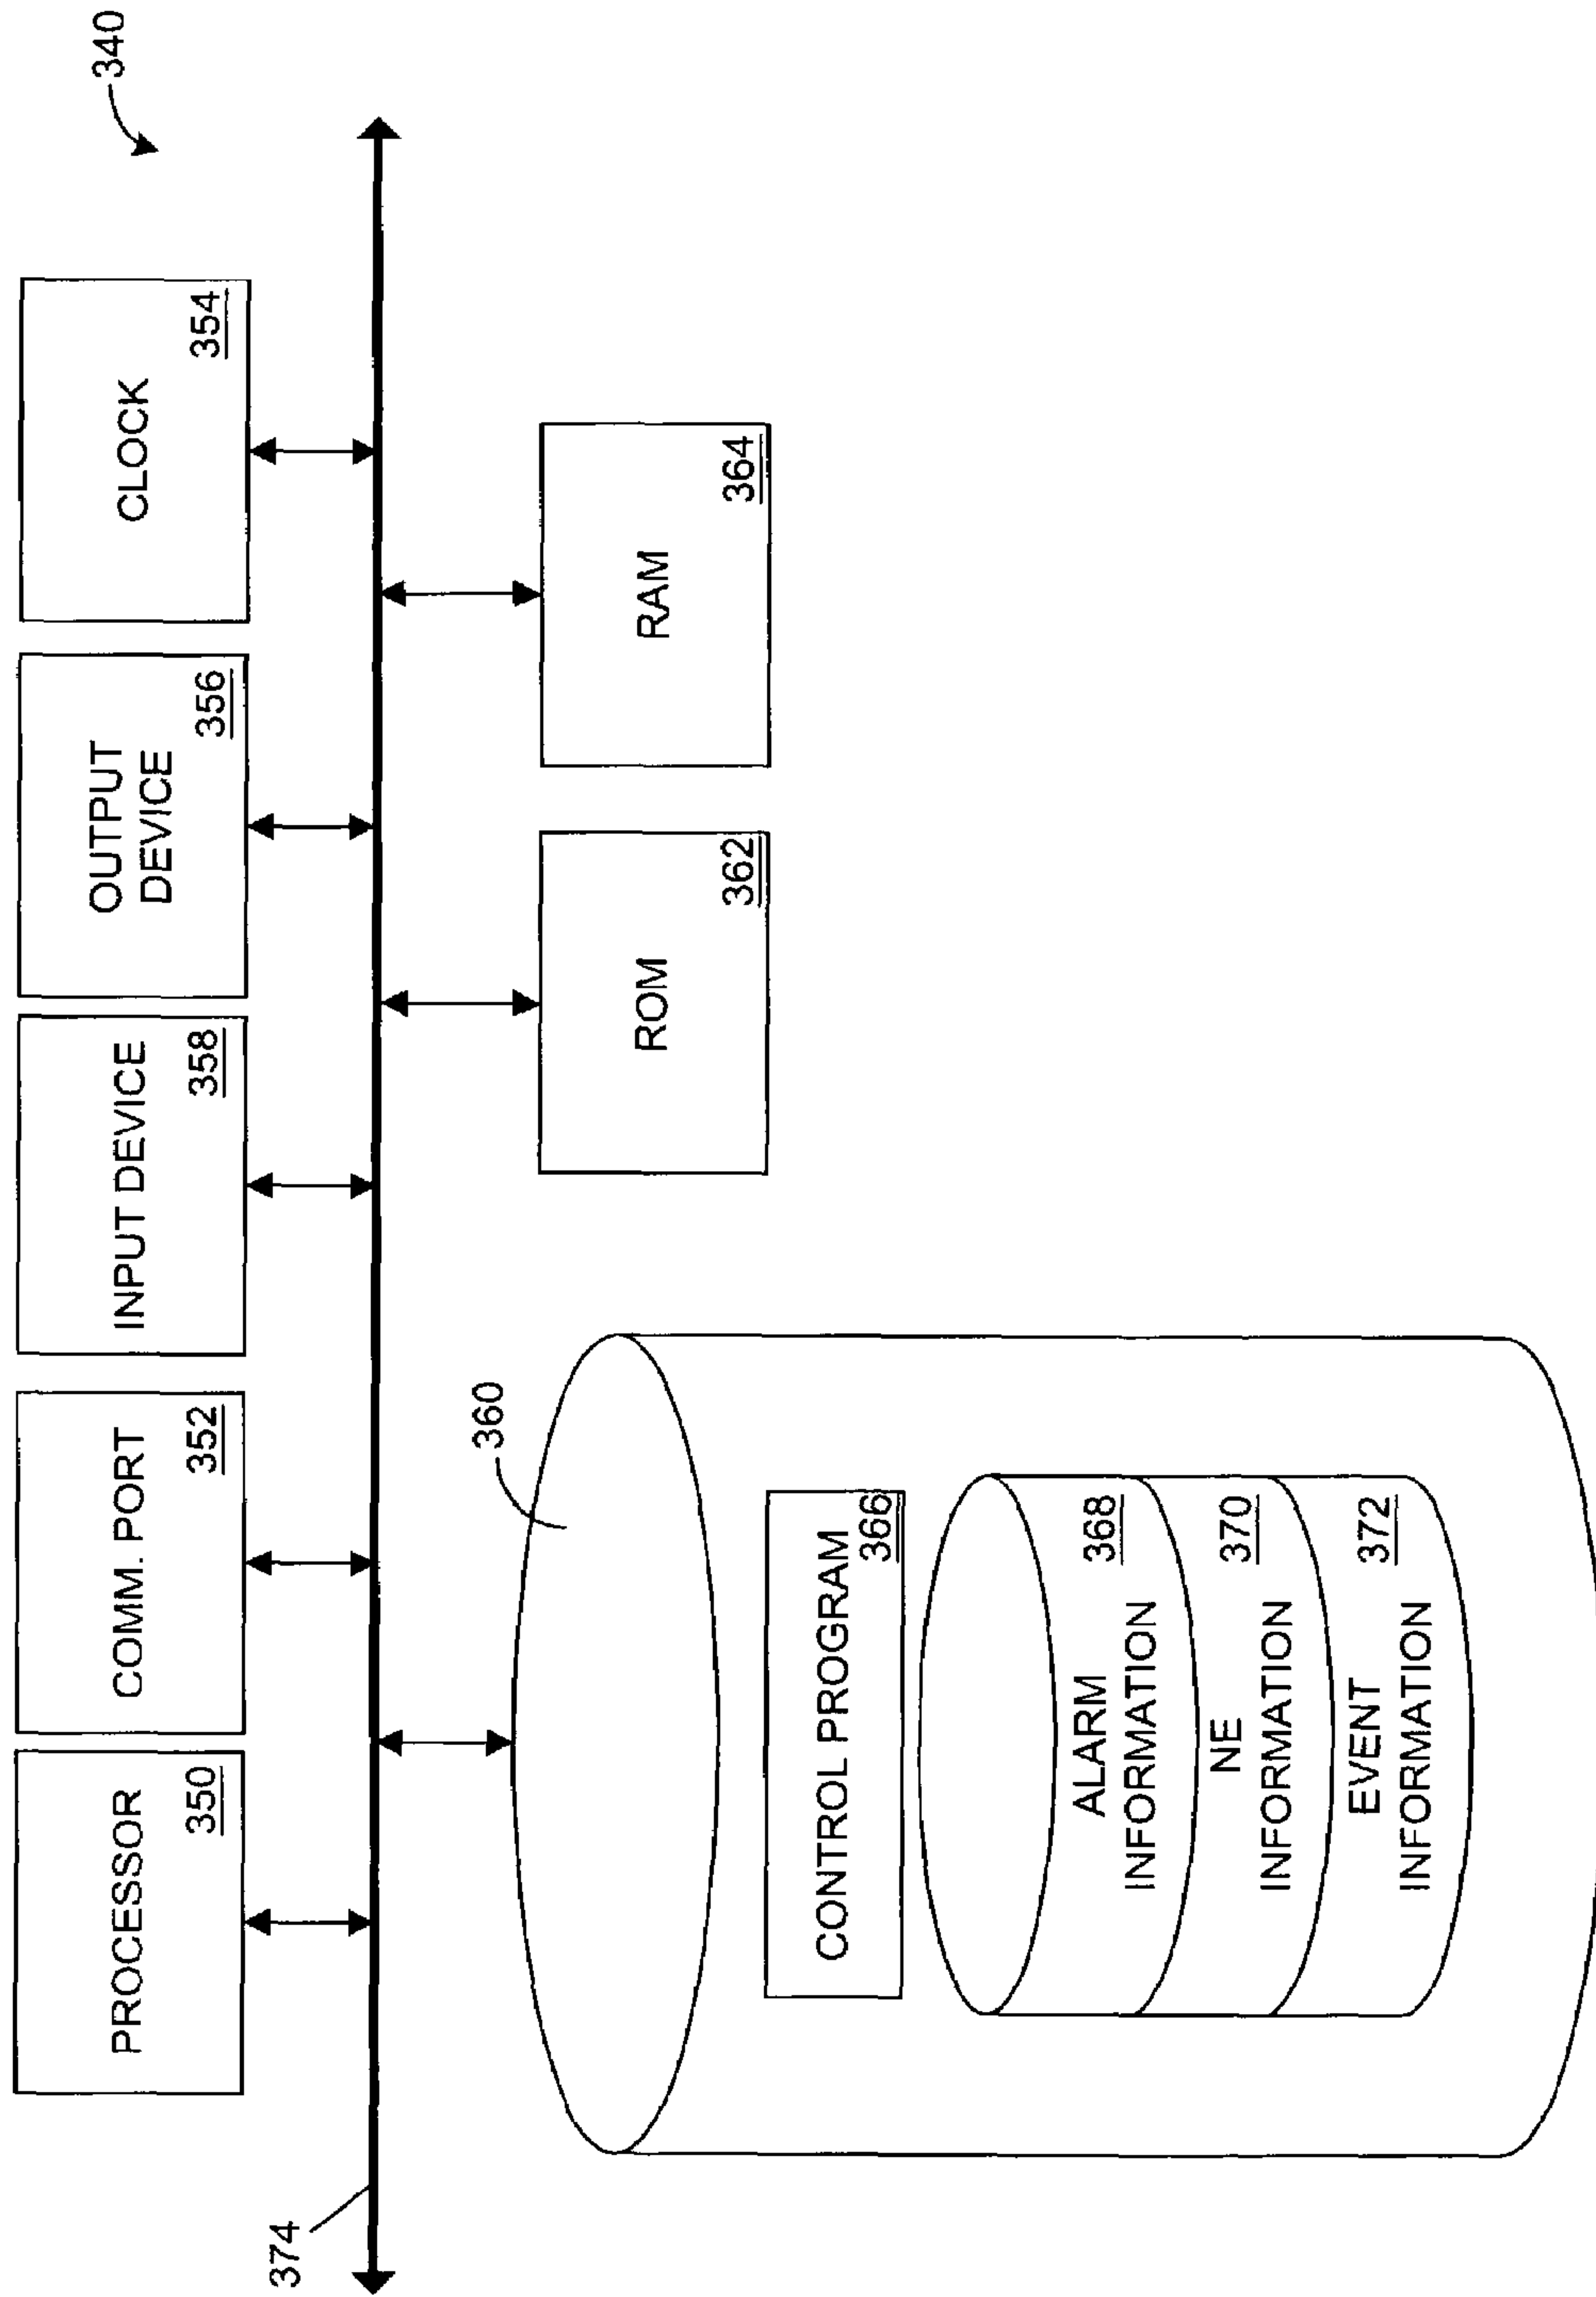 340
PROCESSOR
350
COMM. PORT
352
INPUT DEVICE
358
OUTPUT
DEVICE
356
CLOCK
354
374
360
ROM
362
RAM
364
CONTROL PROGRAM
366
ALARM
INFORMATION
368
NE
INFORMATION
370
EVENT
INFORMATION
372